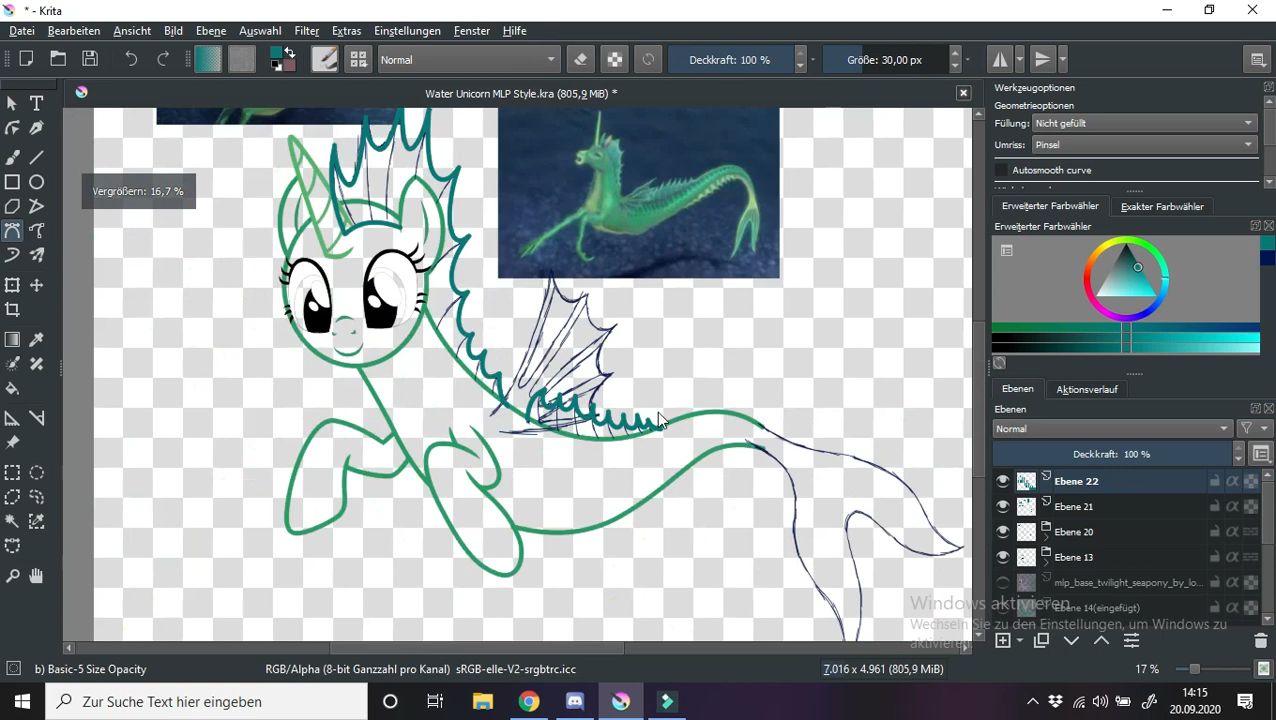 * - Krita
Datei Bearbeiten Ansicht Bild Ebene Auswahl Filter Extras Einstellungen Fenster Hilfe
Normal
Deckkraft: 100 %
Größe: 30,00 px
Water Unicorn MLP Style.kra (805,9 MiB) *
Vergrößern: 16,7 %
Werkzeugoptionen
Geometrieoptionen
Füllung: Nicht gefüllt
Umriss: Pinsel
Autosmooth curve
Erweiterter Farbwähler Exakter Farbwähler
Erweiterter Farbwähler
Ebenen Aktionsverlauf
Ebenen
Normal
Deckkraft: 100 %
Ebene 22
Ebene 21
Ebene 20
Ebene 13
mlp_base_twilight_seapony_by_lo...
Ebene 14(eingefügt)
Windows aktivieren
Wechseln Sie zu den Einstellungen, um Windows zu
aktivieren.
b) Basic-5 Size Opacity
RGB/Alpha (8-bit Ganzzahl pro Kanal) sRGB-elle-V2-srgbtrc.icc
7.016 x 4.961 (805,9 MiB)
17 %
Zur Suche Text hier eingeben
14:15
20.09.2020